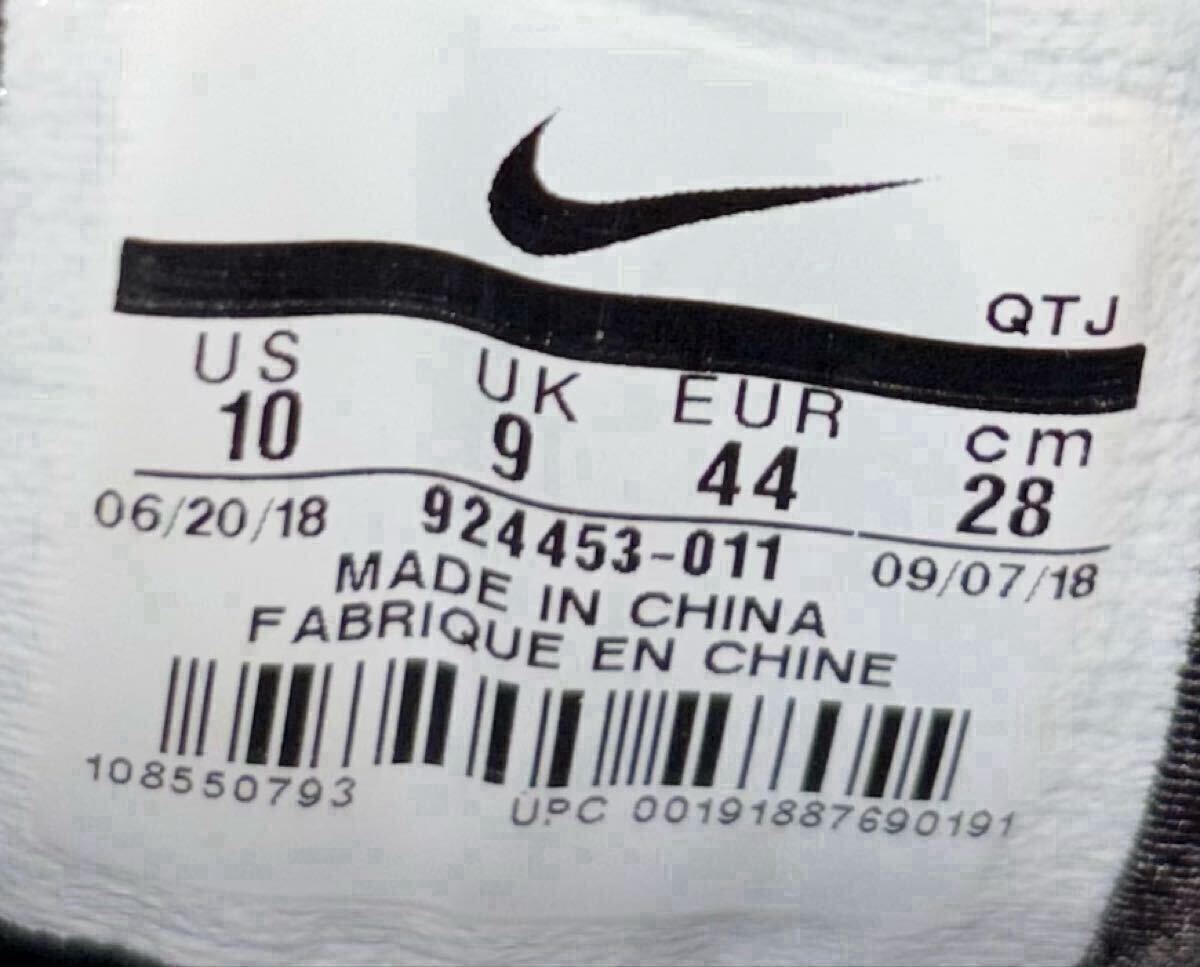 QTJ
US UK EUR cm
10 9 44 28
06/20/18 924453-011 09/07/18
MADE IN CHINA
FABRIQUE EN CHINE
108550793 UPC 00191887690191